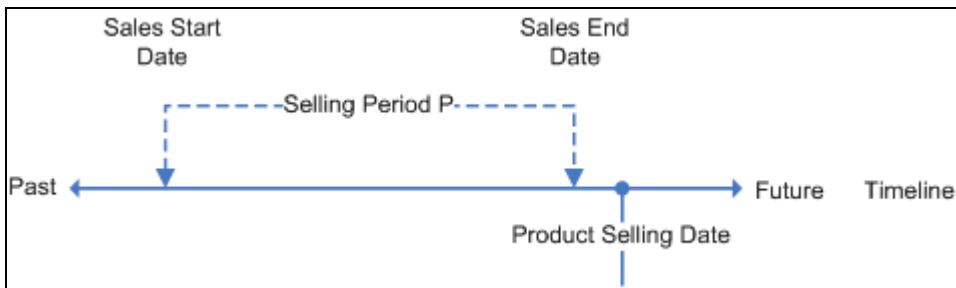 Sales Start
Date
Sales End
Date
Selling Period P
Past
Future
Timeline
Product Selling Date